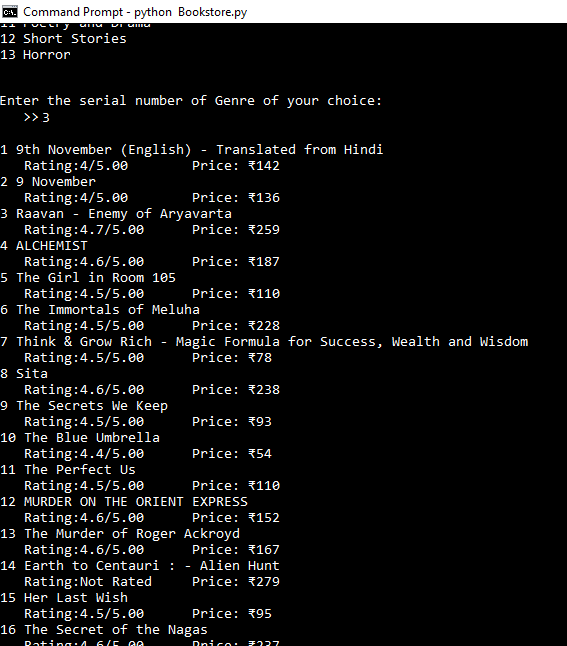 Command Prompt - python Bookstore.py
11 Poetry and Drama
12 Short Stories
13 Horror
Enter the serial number of Genre of your choice:
>>3
1 9th November (English) - Translated from Hindi
Rating:4/5.00 Price: ₹142
2 9 November
Rating:4/5.00 Price: ₹136
3 Raavan - Enemy of Aryavarta
Rating:4.7/5.00 Price: ₹259
4 ALCHEMIST
Rating:4.6/5.00 Price: ₹187
5 The Girl in Room 105
Rating:4.5/5.00 Price: ₹110
6 The Immortals of Meluha
Rating:4.5/5.00 Price: ₹228
7 Think & Grow Rich - Magic Formula for Success, Wealth and Wisdom
Rating:4.5/5.00 Price: ₹78
8 Sita
Rating:4.6/5.00 Price: ₹238
9 The Secrets We Keep
Rating:4.5/5.00 Price: ₹93
10 The Blue Umbrella
Rating:4.4/5.00 Price: ₹54
11 The Perfect Us
Rating:4.5/5.00 Price: ₹110
12 MURDER ON THE ORIENT EXPRESS
Rating:4.6/5.00 Price: ₹152
13 The Murder of Roger Ackroyd
Rating:4.6/5.00 Price: ₹167
14 Earth to Centauri : - Alien Hunt
Rating:Not Rated Price: ₹279
15 Her Last Wish
Rating:4.5/5.00 Price: ₹95
16 The Secret of the Nagas
Rating:4.6/5.00 Price: ₹237